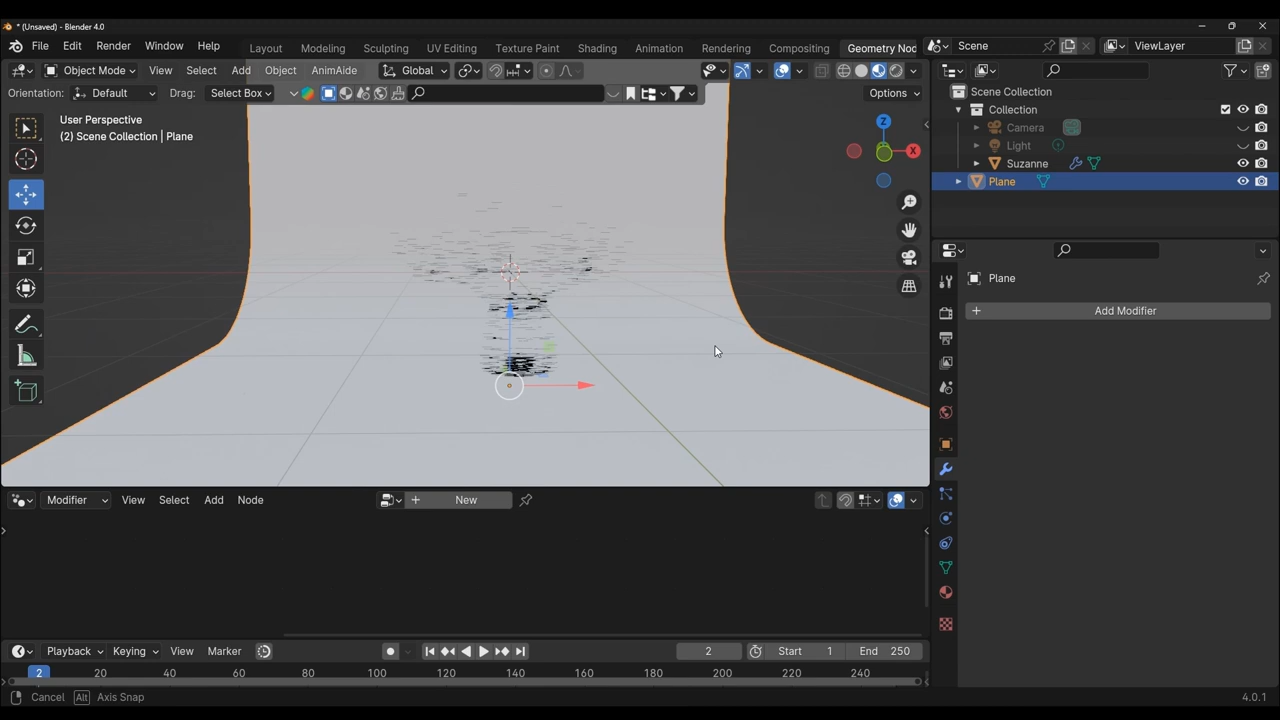 * (Unsaved) - Blender 4.0
File Edit Render Window Help
Layout Modeling Sculpting UV Editing Texture Paint Shading Animation Rendering Compositing Geometry Nod
Scene
ViewLayer
Object Mode View Select Add Object AnimAide Global
Orientation: Default Drag: Select Box
Options
User Perspective
(2) Scene Collection | Plane
Z
X
Scene Collection
Collection
Camera
Light
Suzanne
Plane
Plane
Add Modifier
Modifier View Select Add Node New
Playback Keying View Marker 2 Start 1 End 250
2 20 40 60 80 100 120 140 160 180 200 220 240
Cancel Alt Axis Snap
4.0.1